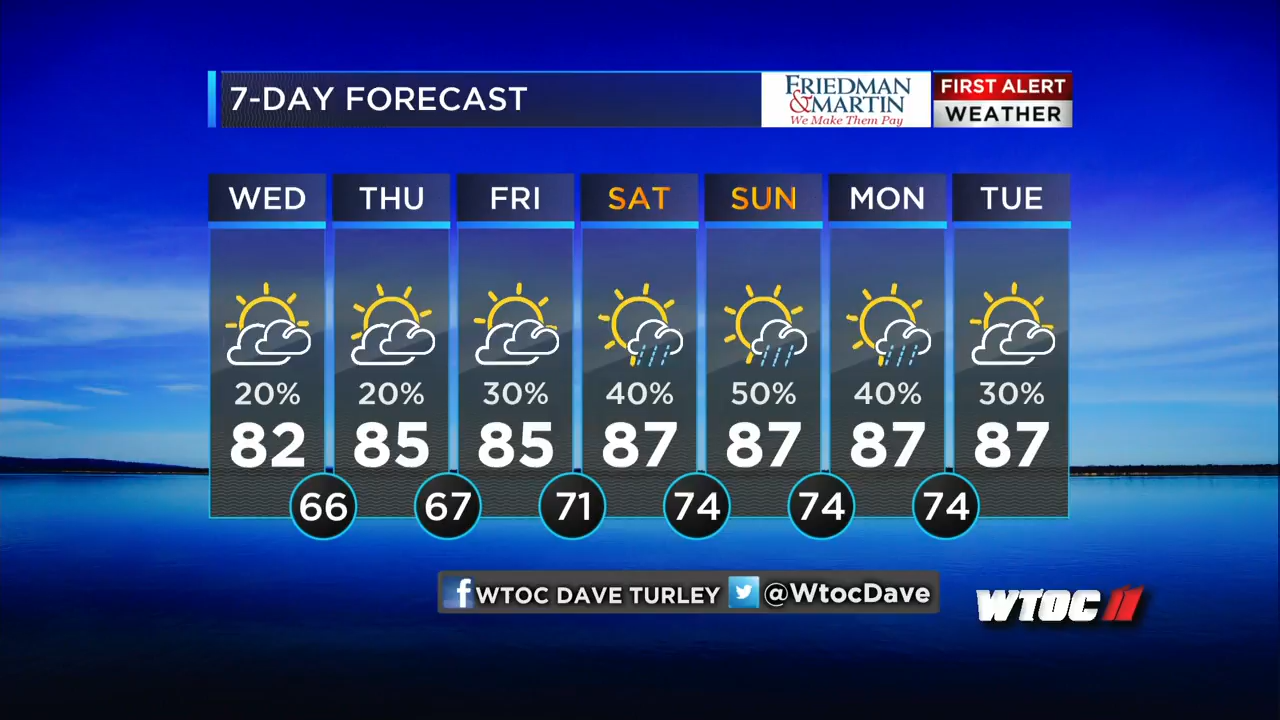 7-DAY FORECAST
FRIEDMAN
&MARTIN
We Make Them Pay
FIRST ALERT
WEATHER
WED THU FRI SAT SUN MON TUE
20% 20% 30% 40% 50% 40% 30%
82 85 85 87 87 87 87
66 67 71 74 74 74
f WTOC DAVE TURLEY @WtocDave
WTOC 11